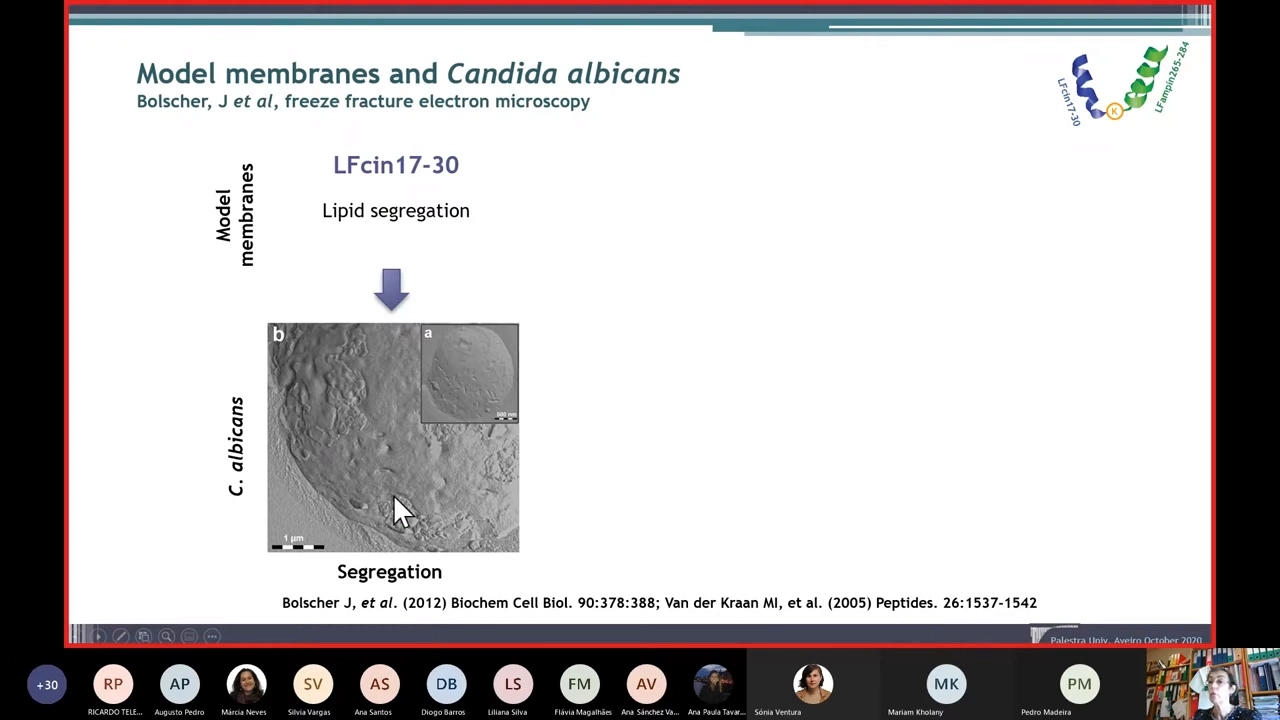 Model membranes and Candida albicans
Bolscher, J et al, freeze fracture electron microscopy
LFcin17-30
K
LFampin265-284
LFcin17-30
Model
membranes
Lipid segregation
b
a
500 nm
C. albicans
1 µm
Segregation
Bolscher J, et al. (2012) Biochem Cell Biol. 90:378:388; Van der Kraan MI, et al. (2005) Peptides. 26:1537-1542
Palestra Univ. Aveiro October 2020
+30
RP
AP
SV
AS
DB
LS
FM
AV
MK
PM
RICARDO TELE...
Augusto Pedro
Márcia Neves
Silvia Vargas
Ana Santos
Diogo Barros
Liliana Silva
Flávia Magalhães
Ana Sánchez Va...
Ana Paula Tavar...
Sónia Ventura
Mariam Kholany
Pedro Madeira